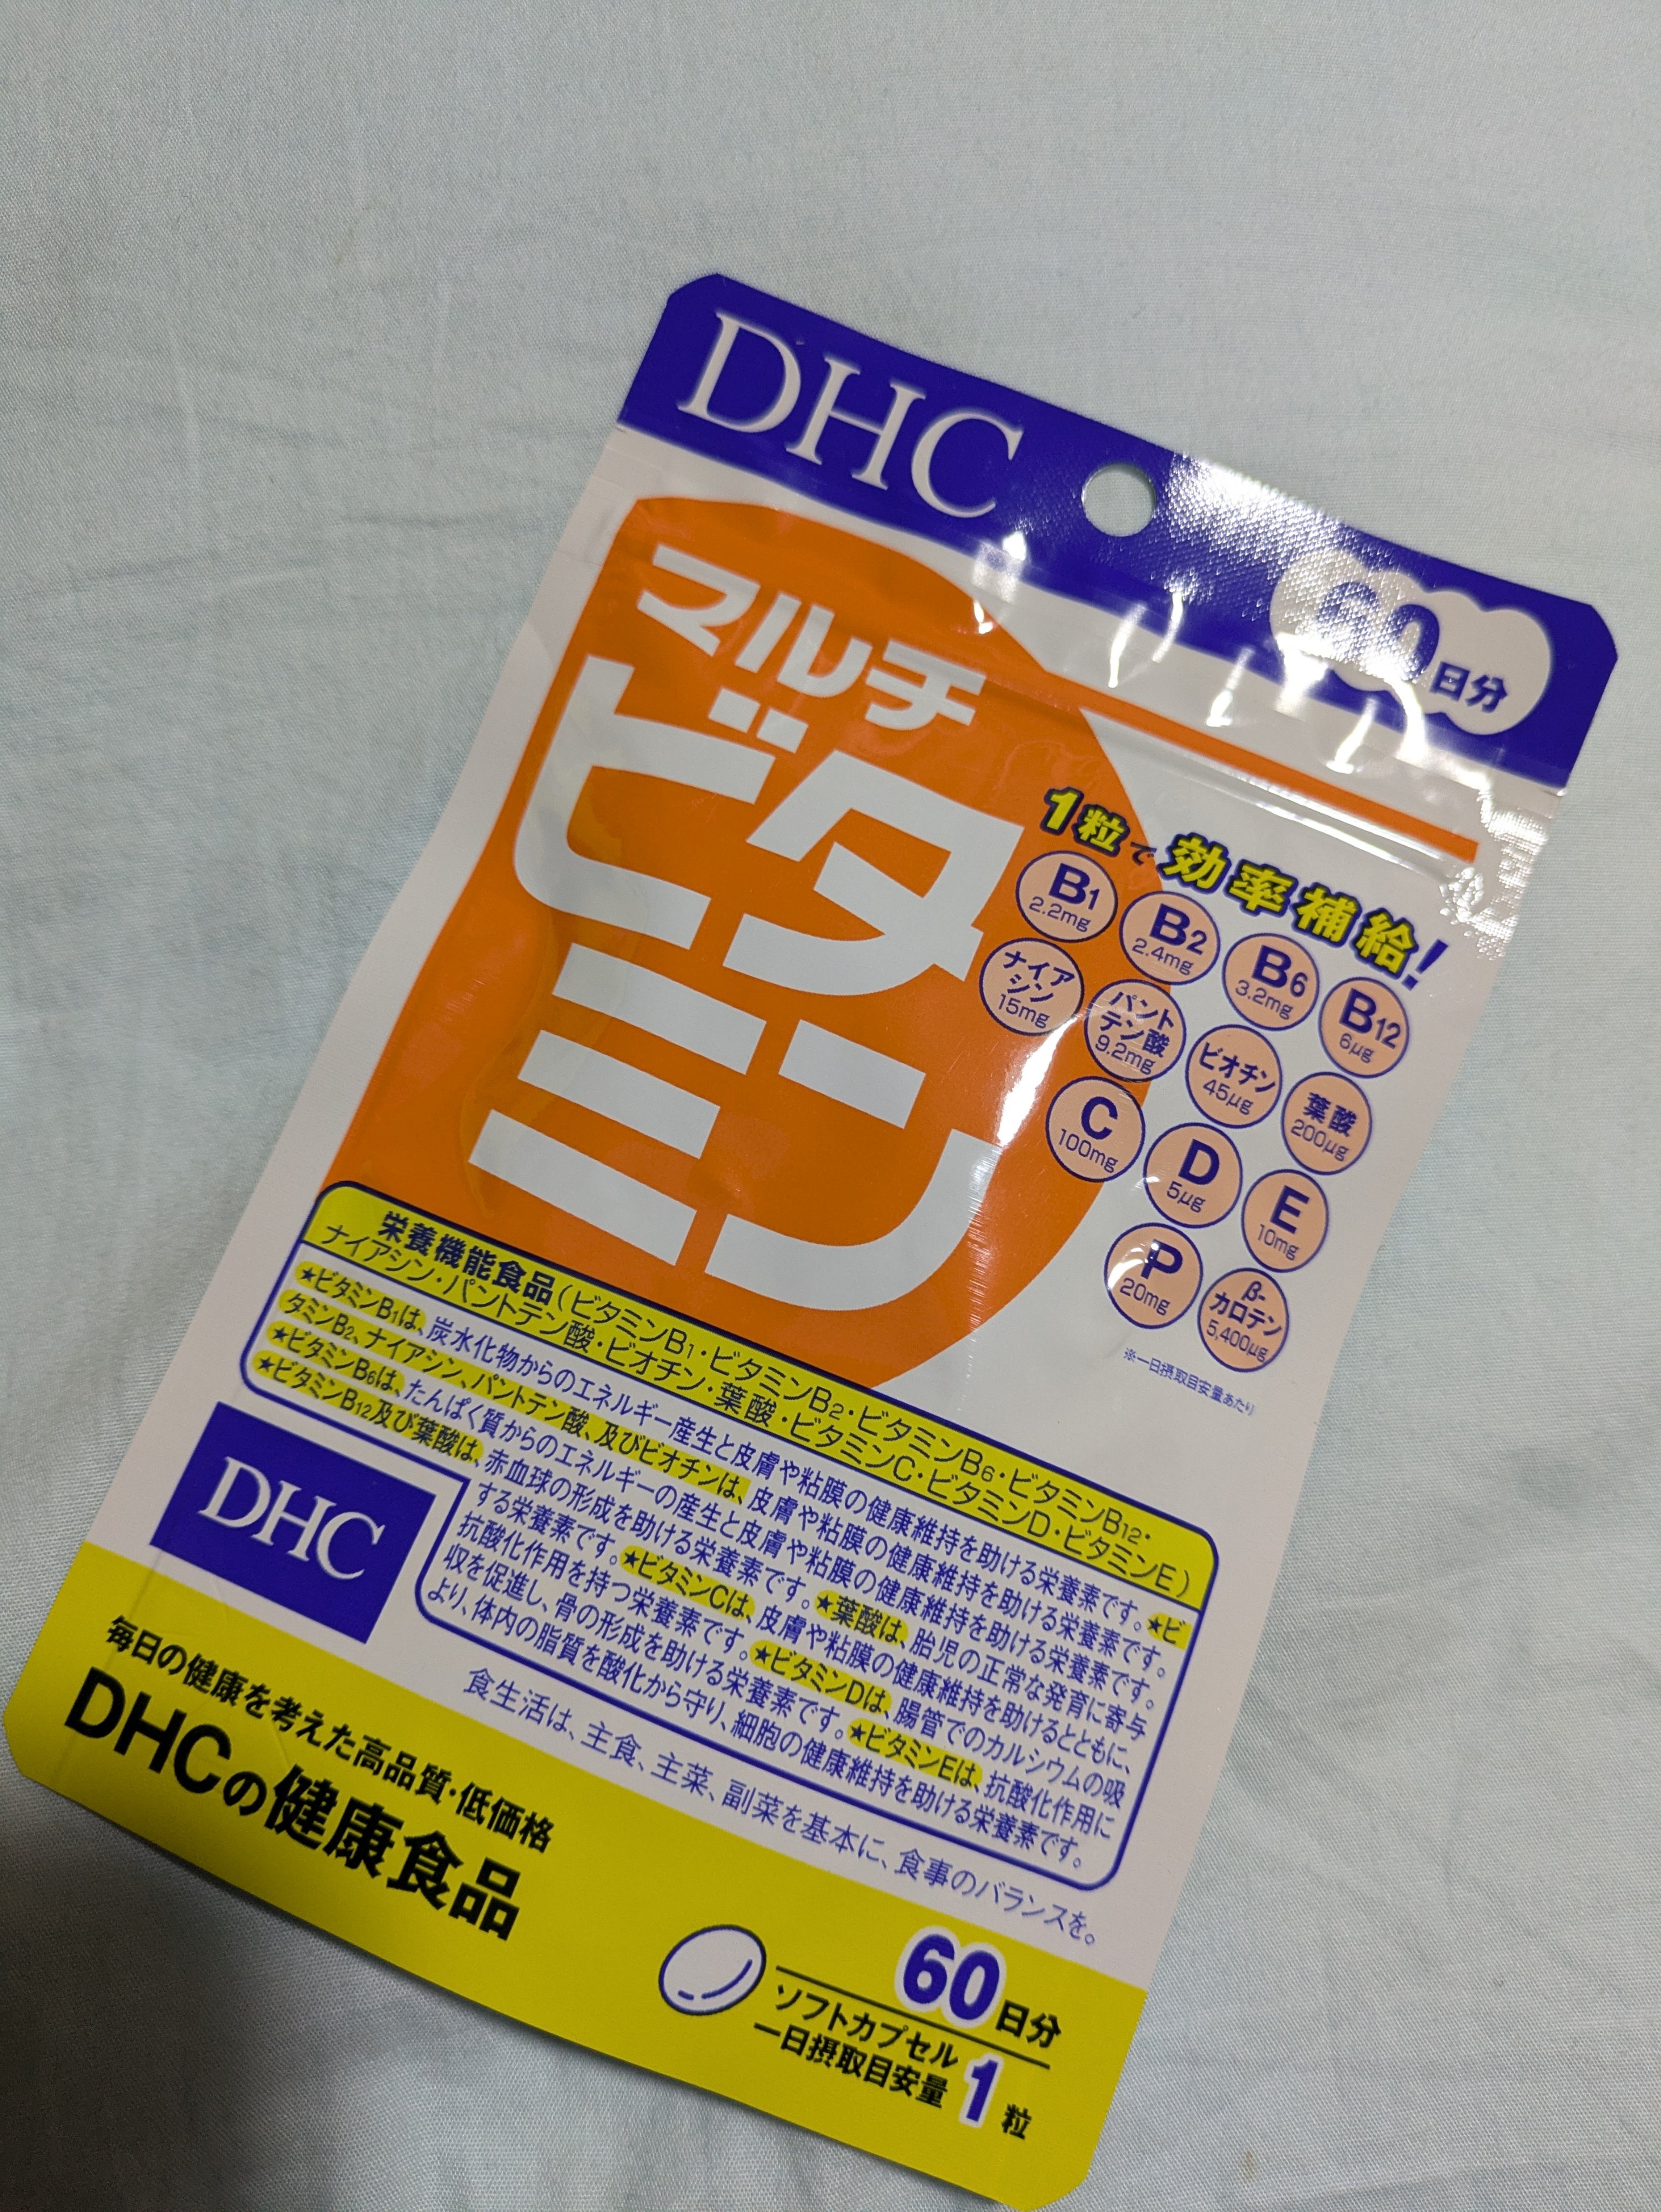 DHC
60日分
マルチ
ビタ
ミン
1粒で効率補給!
B1 2.2mg
B2 2.4mg
B6 3.2mg
B12 6μg
ナイアシン 15mg
パントテン酸 9.2mg
ビオチン 45μg
葉酸 200μg
C 100mg
D 5μg
E 10mg
P 20mg
β-カロテン 5,400μg
※一日摂取目安量あたり
栄養機能食品(ビタミンB1・ビタミンB2・ビタミンB6・ビタミンB12・
ナイアシン・パントテン酸・ビオチン・葉酸・ビタミンC・ビタミンD・ビタミンE)
★ビタミンB1は、炭水化物からのエネルギー産生と皮膚や粘膜の健康維持を助ける栄養素です。★ビ
タミンB2、ナイアシン、パントテン酸、及びビオチンは、皮膚や粘膜の健康維持を助ける栄養素です。
★ビタミンB6は、たんぱく質からのエネルギーの産生と皮膚や粘膜の健康維持を助ける栄養素です。
★ビタミンB12及び葉酸は、赤血球の形成を助ける栄養素です。★葉酸は、胎児の正常な発育に寄与
する栄養素です。★ビタミンCは、皮膚や粘膜の健康維持を助けるとともに、
抗酸化作用を持つ栄養素です。★ビタミンDは、腸管でのカルシウムの吸
収を促進し、骨の形成を助ける栄養素です。★ビタミンEは、抗酸化作用に
より、体内の脂質を酸化から守り、細胞の健康維持を助ける栄養素です。
DHC
食生活は、主食、主菜、副菜を基本に、食事のバランスを。
毎日の健康を考えた高品質・低価格
DHCの健康食品
60日分
ソフトカプセル
一日摂取目安量 1粒